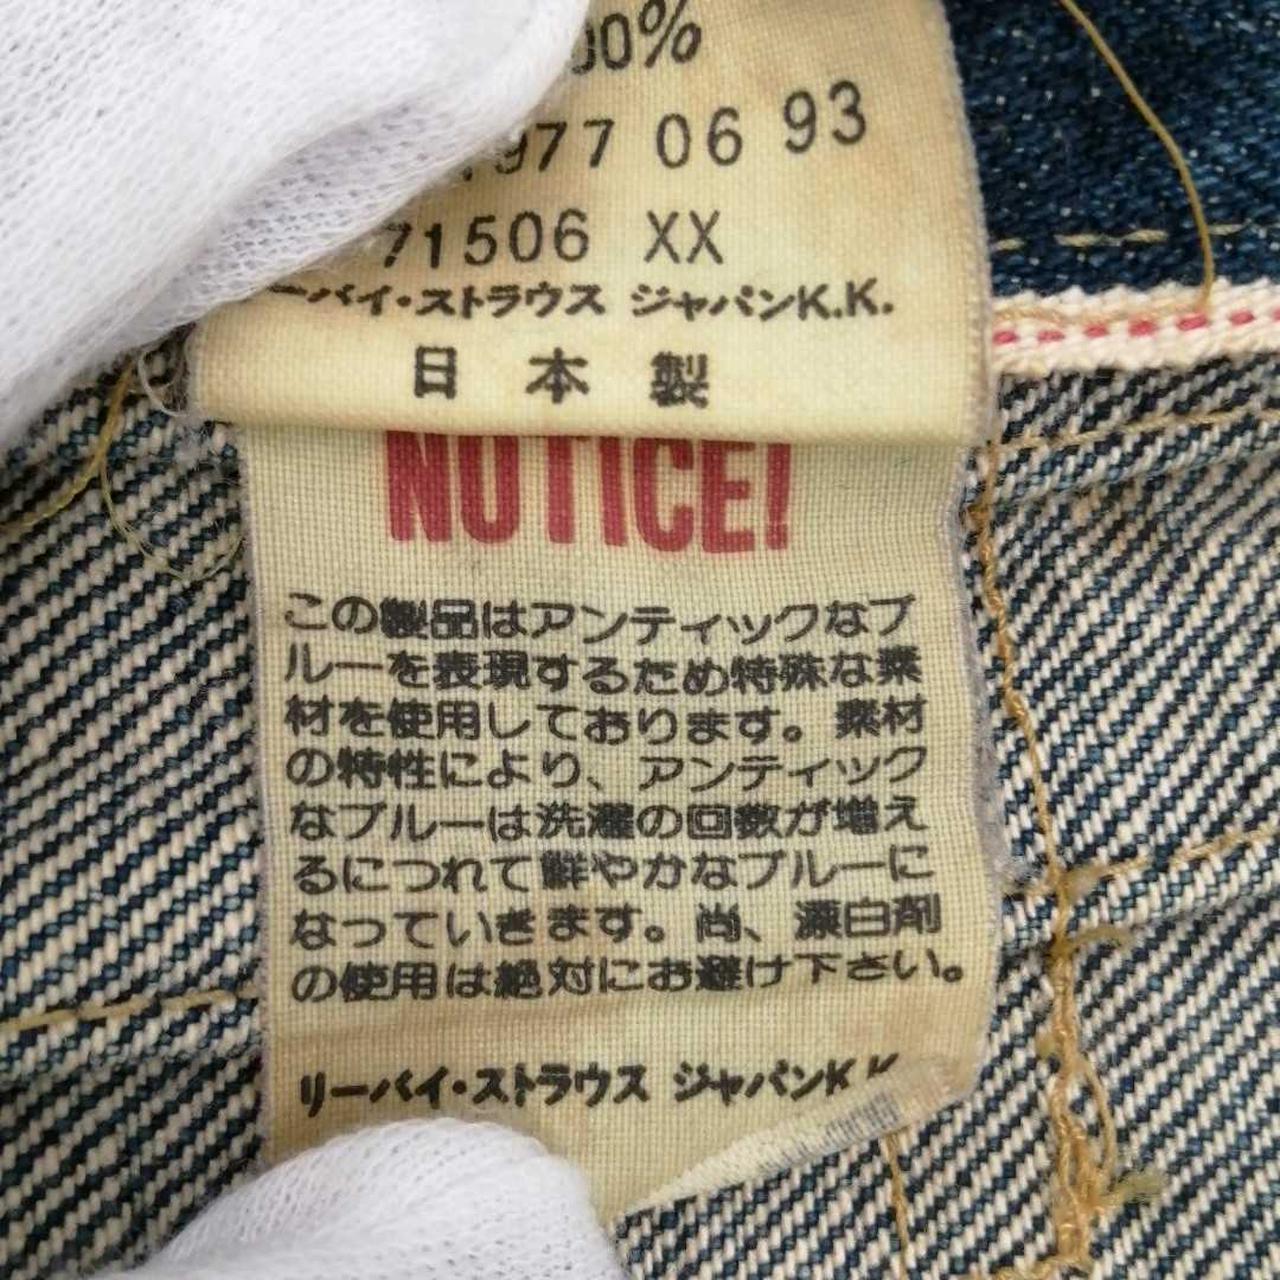 00%
977 06 93
71506 XX
ーバイ・ストラウス ジャパンK.K.
日本製
NOTICE!
この製品はアンティックなブ
ルーを表現するため特殊な素
材を使用しております。素材
の特性により、アンティック
なブルーは洗濯の回数が増え
るにつれて鮮やかなブルーに
なっていきます。尚、漂白剤
の使用は絶対にお避け下さい。
リーバイ・ストラウス ジャパンK.K.